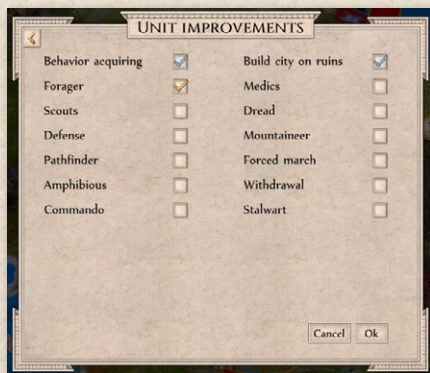 Unit improvements
Behavior acquiring Build city on ruins
Forager Medics
Scouts Dread
Defense Mountaineer
Pathfinder Forced march
Amphibious Withdrawal
Commando Stalwart
Cancel Ok